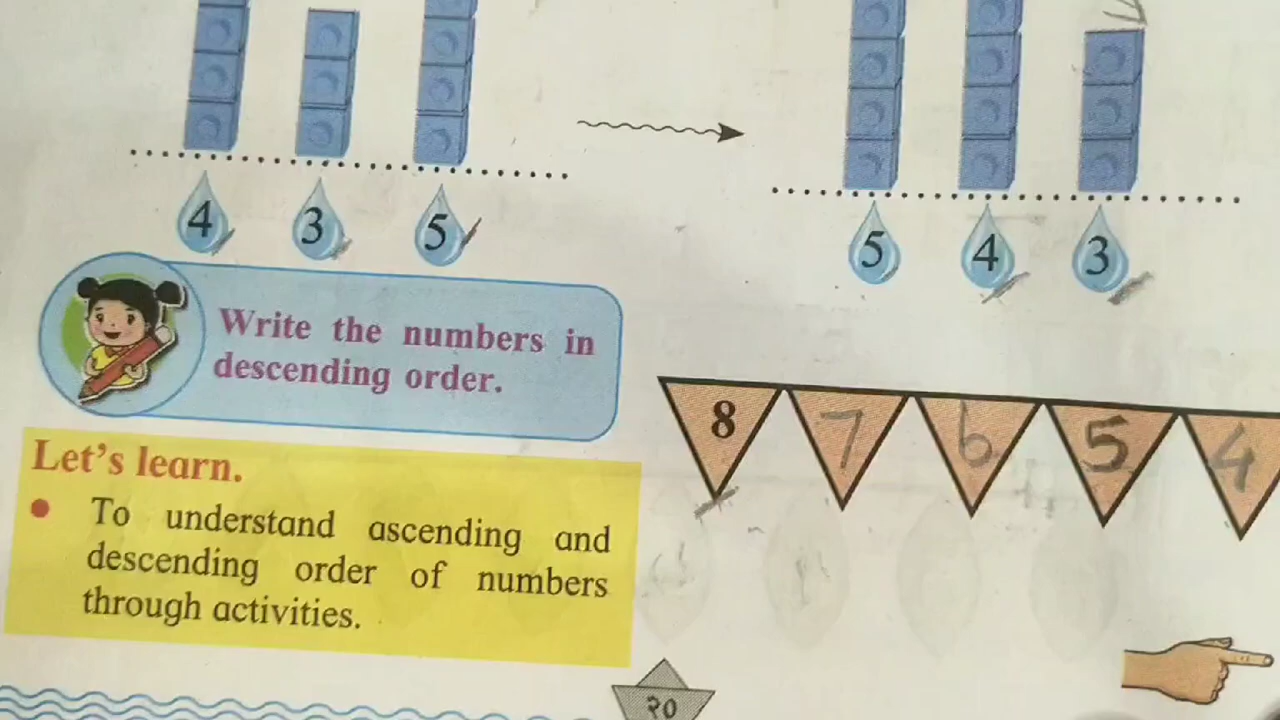 4 3 5
5 4 3
Write the numbers in
descending order.
8 7 6 5 4
Let's learn.
To understand ascending and
descending order of numbers
through activities.
२०